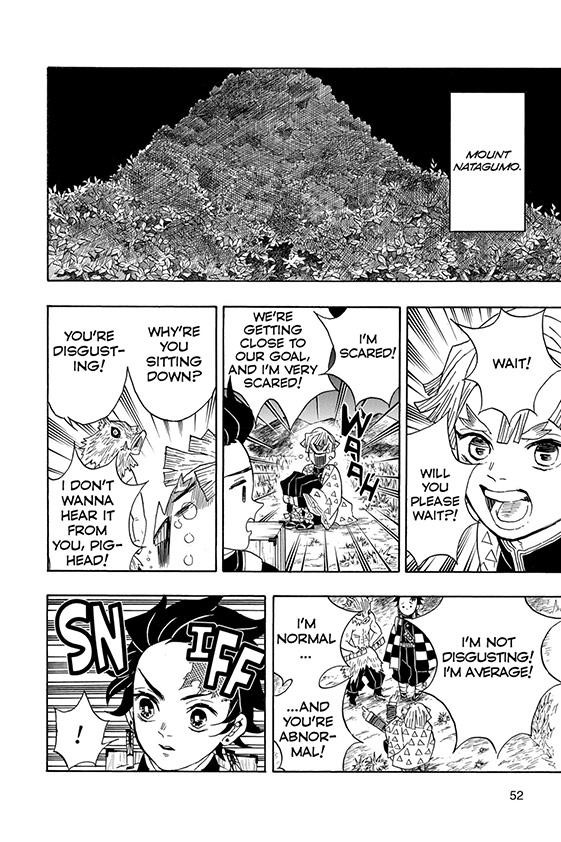 MOUNT
NATAGUMO.
WAIT!
WILL
YOU
PLEASE
WAIT?!
I'M
SCARED!
WE'RE
GETTING
CLOSE TO
OUR GOAL,
AND I'M VERY
SCARED!
WAAH
WHY'RE
YOU
SITTING
DOWN?
YOU'RE
DISGUST-
ING!
I DON'T
WANNA
HEAR IT
FROM
YOU, PIG-
HEAD!
I'M NOT
DISGUSTING!
I'M AVERAGE!
I'M
NORMAL
...
...AND
YOU'RE
ABNOR-
MAL!
SNIFF
!
52